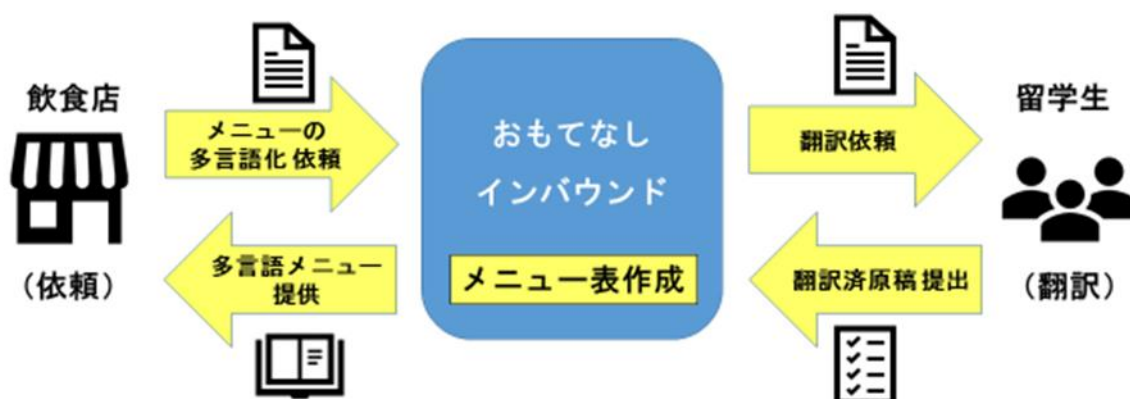 飲食店
(依頼)
メニューの
多言語化 依頼
多言語メニュー
提供
おもてなし
インバウンド
メニュー表作成
翻訳依頼
翻訳済原稿 提出
留学生
(翻訳)